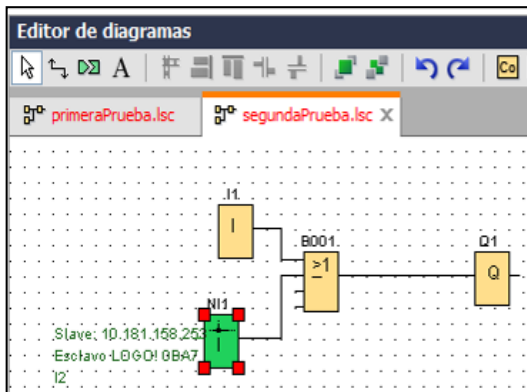 Editor de diagramas
A
Co
primeraPrueba.lsc
segundaPrueba.lsc X
I1
I
B001
>1
Q1
Q
NI1
I
Slave: 10.181.158.253
Esclavo LOGO! 0BA7
I2